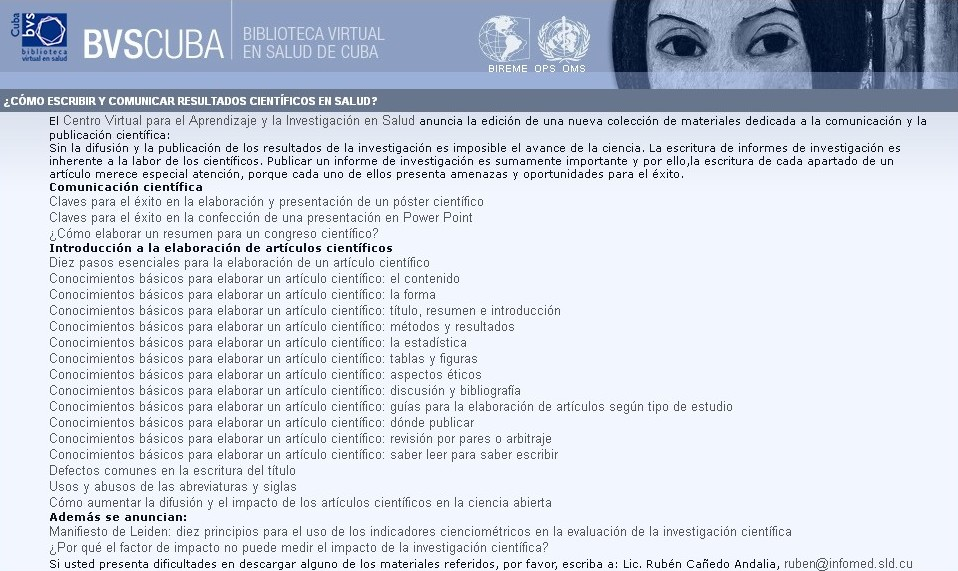 Cuba
bvs
biblioteca
virtual en salud
BVSCUBA
BIBLIOTECA VIRTUAL
EN SALUD DE CUBA
BIREME OPS OMS
¿CÓMO ESCRIBIR Y COMUNICAR RESULTADOS CIENTÍFICOS EN SALUD?
El Centro Virtual para el Aprendizaje y la Investigación en Salud anuncia la edición de una nueva colección de materiales dedicada a la comunicación y la
publicación científica:
Sin la difusión y la publicación de los resultados de la investigación es imposible el avance de la ciencia. La escritura de informes de investigación es
inherente a la labor de los científicos. Publicar un informe de investigación es sumamente importante y por ello,la escritura de cada apartado de un
artículo merece especial atención, porque cada uno de ellos presenta amenazas y oportunidades para el éxito.
Comunicación científica
Claves para el éxito en la elaboración y presentación de un póster científico
Claves para el éxito en la confección de una presentación en Power Point
¿Cómo elaborar un resumen para un congreso científico?
Introducción a la elaboración de artículos científicos
Diez pasos esenciales para la elaboración de un artículo científico
Conocimientos básicos para elaborar un artículo científico: el contenido
Conocimientos básicos para elaborar un artículo científico: la forma
Conocimientos básicos para elaborar un artículo científico: título, resumen e introducción
Conocimientos básicos para elaborar un artículo científico: métodos y resultados
Conocimientos básicos para elaborar un artículo científico: la estadística
Conocimientos básicos para elaborar un artículo científico: tablas y figuras
Conocimientos básicos para elaborar un artículo científico: aspectos éticos
Conocimientos básicos para elaborar un artículo científico: discusión y bibliografía
Conocimientos básicos para elaborar un artículo científico: guías para la elaboración de artículos según tipo de estudio
Conocimientos básicos para elaborar un artículo científico: dónde publicar
Conocimientos básicos para elaborar un artículo científico: revisión por pares o arbitraje
Conocimientos básicos para elaborar un artículo científico: saber leer para saber escribir
Defectos comunes en la escritura del título
Usos y abusos de las abreviaturas y siglas
Cómo aumentar la difusión y el impacto de los artículos científicos en la ciencia abierta
Además se anuncian:
Manifiesto de Leiden: diez principios para el uso de los indicadores cienciométricos en la evaluación de la investigación científica
¿Por qué el factor de impacto no puede medir el impacto de la investigación científica?
Si usted presenta dificultades en descargar alguno de los materiales referidos, por favor, escriba a: Lic. Rubén Cañedo Andalia, ruben@infomed.sld.cu